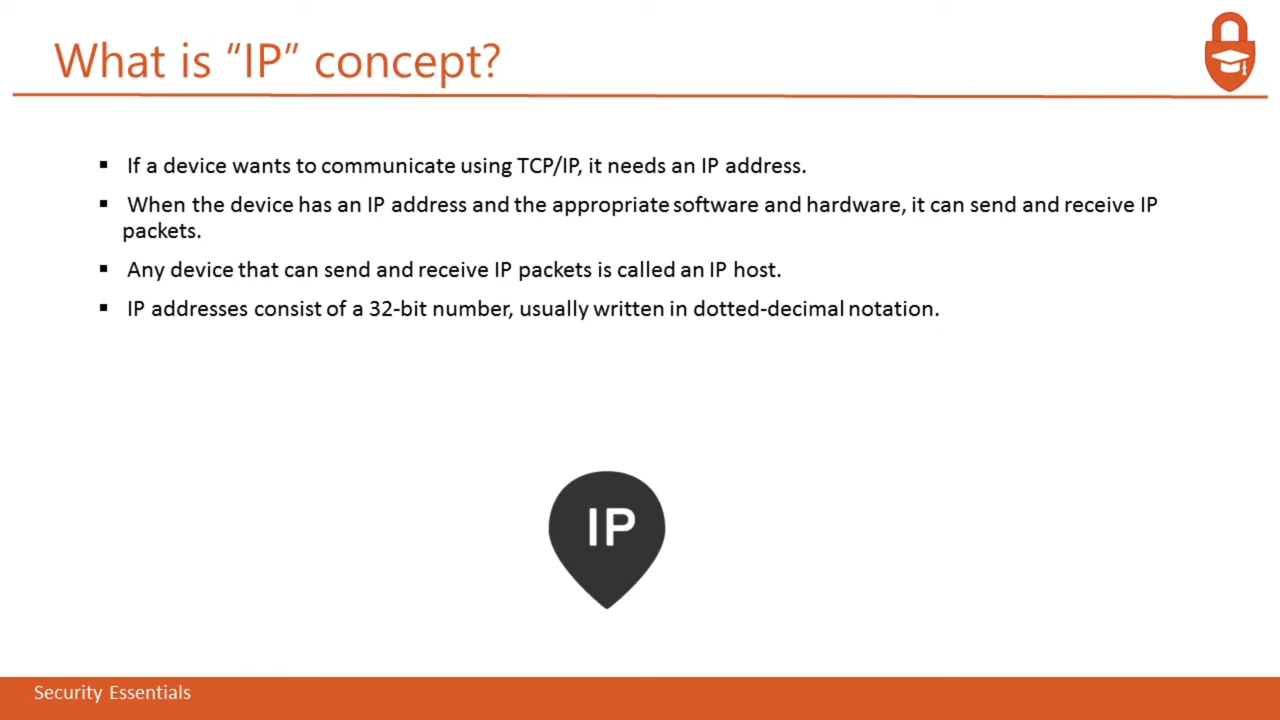 What is “IP” concept?
▪ If a device wants to communicate using TCP/IP, it needs an IP address.
▪ When the device has an IP address and the appropriate software and hardware, it can send and receive IP
packets.
▪ Any device that can send and receive IP packets is called an IP host.
▪ IP addresses consist of a 32-bit number, usually written in dotted-decimal notation.
IP
Security Essentials